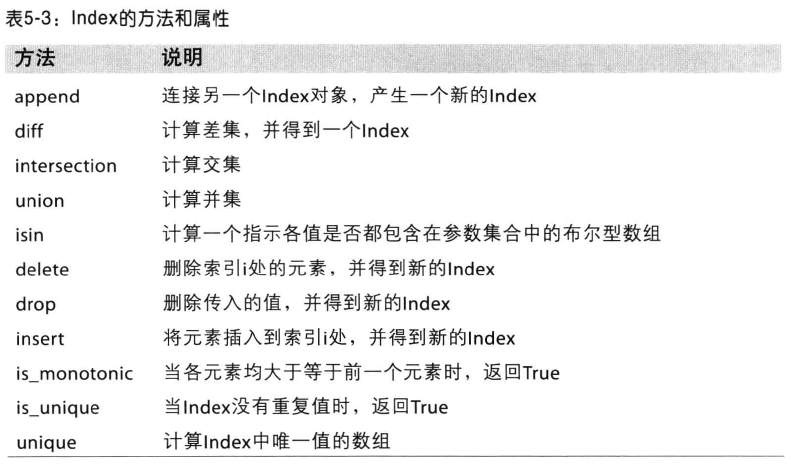 表5-3：Index的方法和属性
方法 说明
append 连接另一个Index对象，产生一个新的Index
diff 计算差集，并得到一个Index
intersection 计算交集
union 计算并集
isin 计算一个指示各值是否都包含在参数集合中的布尔型数组
delete 删除索引i处的元素，并得到新的Index
drop 删除传入的值，并得到新的Index
insert 将元素插入到索引i处，并得到新的Index
is_monotonic 当各元素均大于等于前一个元素时，返回True
is_unique 当Index没有重复值时，返回True
unique 计算Index中唯一值的数组